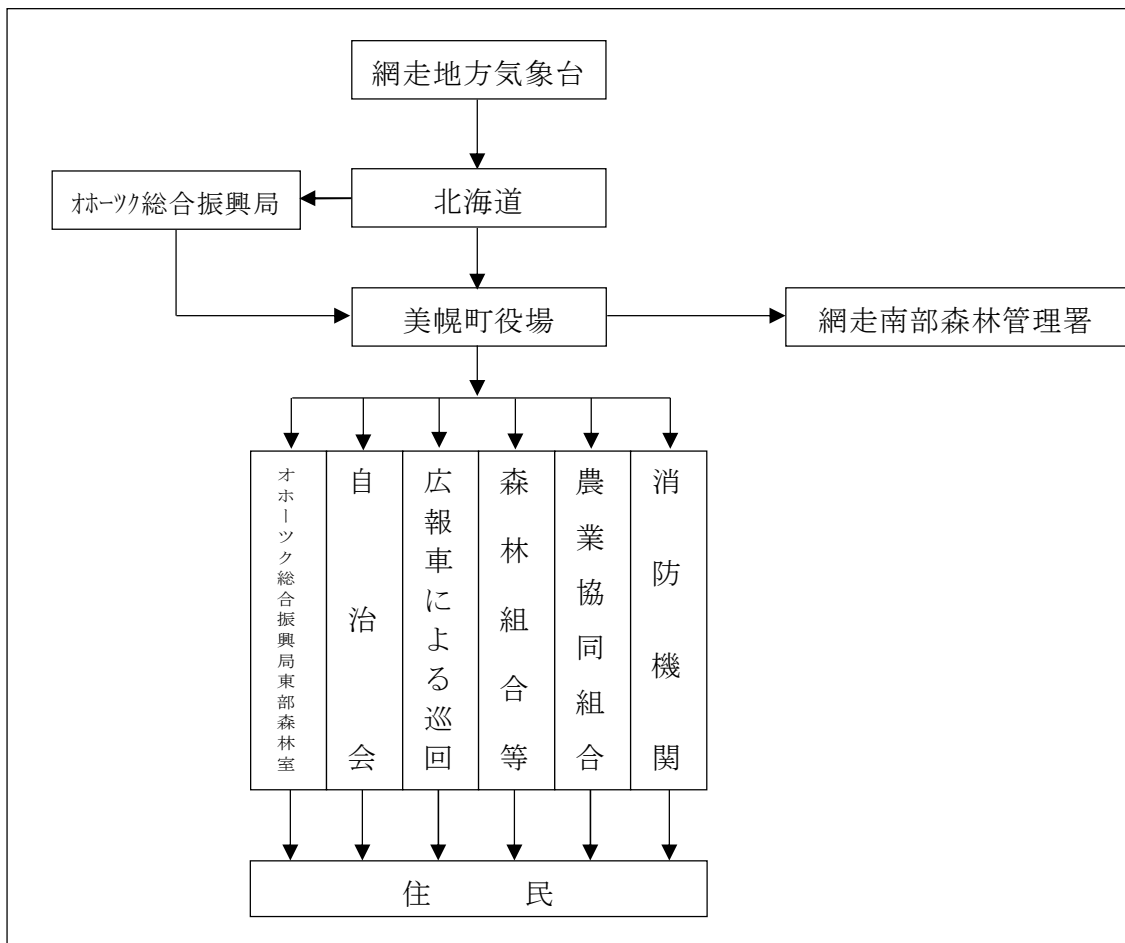 網走地方気象台
北海道
ｵﾎｰﾂｸ総合振興局
美幌町役場
網走南部森林管理署
オホーツク総合振興局東部森林室
自治会
広報車による巡回
森林組合等
農業協同組合
消防機関
住　　民